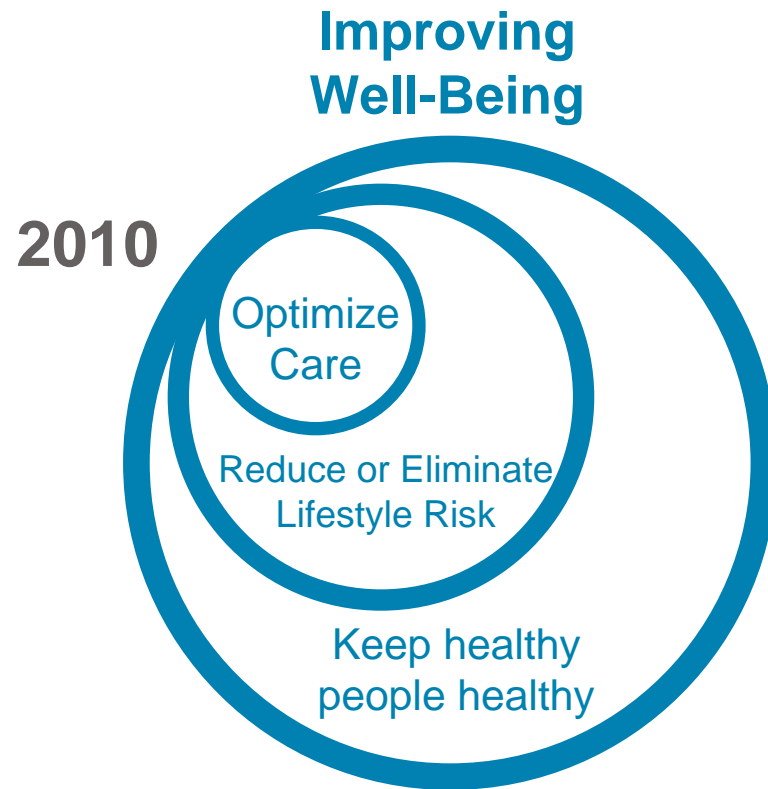 Improving
Well-Being
2010
Optimize
Care
Reduce or Eliminate
Lifestyle Risk
Keep healthy
people healthy